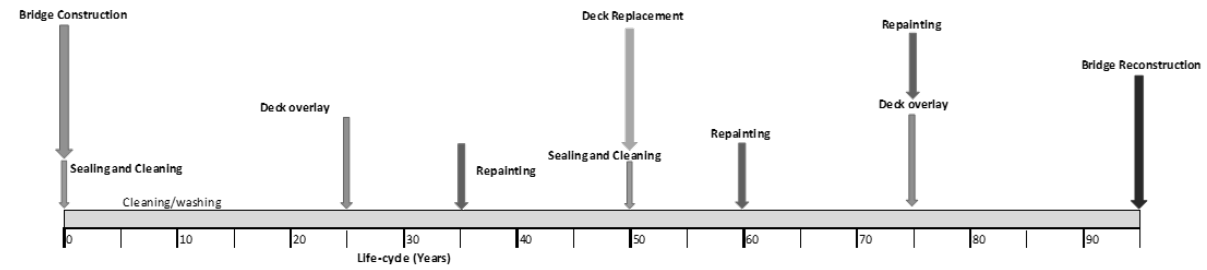 Bridge Construction
Deck Replacement
Repainting
Bridge Reconstruction
Deck overlay
Deck overlay
Repainting
Sealing and Cleaning
Sealing and Cleaning
Repainting
Cleaning/washing
0 10 20 30 40 50 60 70 80 90
Life-cycle (Years)